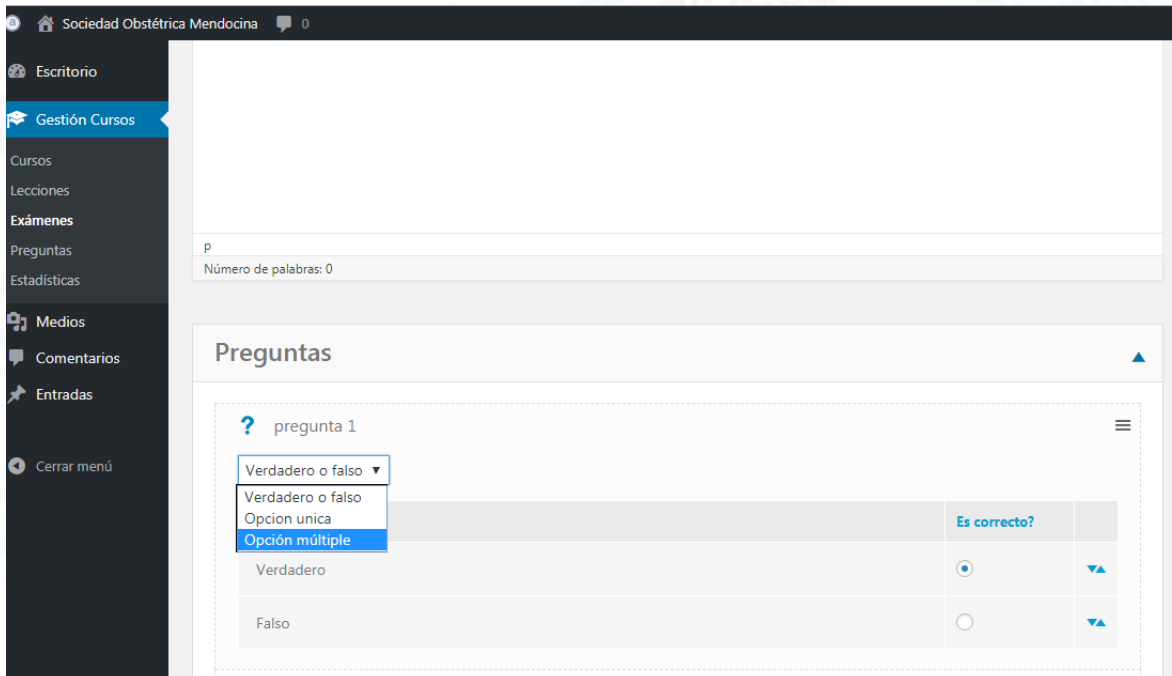 Sociedad Obstétrica Mendocina 0
Escritorio
Gestión Cursos
Cursos
Lecciones
Exámenes
Preguntas
Estadísticas
Medios
Comentarios
Entradas
Cerrar menú
p
Número de palabras: 0
Preguntas
? pregunta 1
Verdadero o falso
Verdadero o falso
Opcion unica
Opción múltiple
Es correcto?
Verdadero
Falso